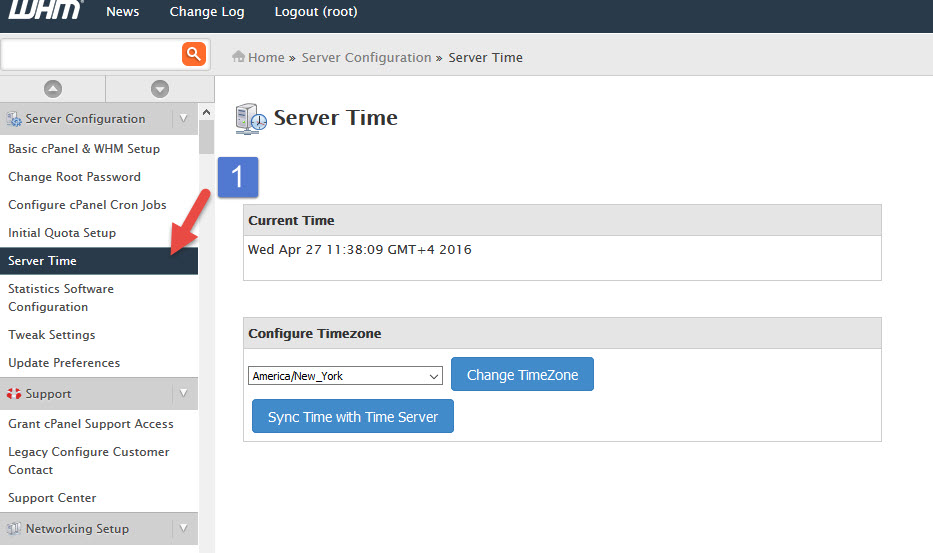 WHM
News Change Log Logout (root)
Home » Server Configuration » Server Time
Server Configuration
Basic cPanel & WHM Setup
Change Root Password
Configure cPanel Cron Jobs
Initial Quota Setup
Server Time
Statistics Software
Configuration
Tweak Settings
Update Preferences
Support
Grant cPanel Support Access
Legacy Configure Customer
Contact
Support Center
Networking Setup
1
Server Time
Current Time
Wed Apr 27 11:38:09 GMT+4 2016
Configure Timezone
America/New_York
Change TimeZone
Sync Time with Time Server